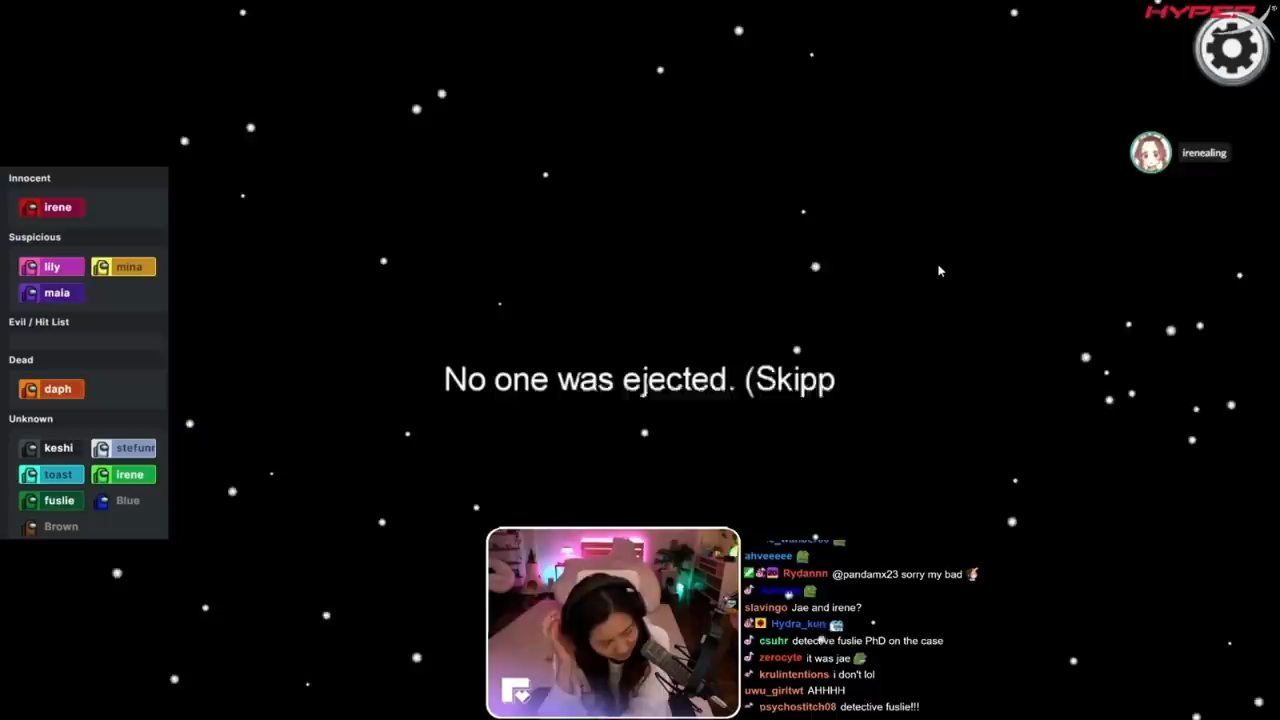 HYPERX
irenealing
Innocent
irene
Suspicious
lily
mina
maia
Evil / Hit List
No one was ejected. (Skipp
Dead
daph
Unknown
keshi
stefunn
toast
irene
fuslie
Blue
Brown
ahveeeee
Rydannn @pandamx23 sorry my bad
slavingo Jae and irene?
Hydra_kun
csuhr detective fuslie PhD on the case
zerocyte it was jae
krulintentions i don't lol
uwu_girltwt AHHHH
psychostitch08 detective fuslie!!!